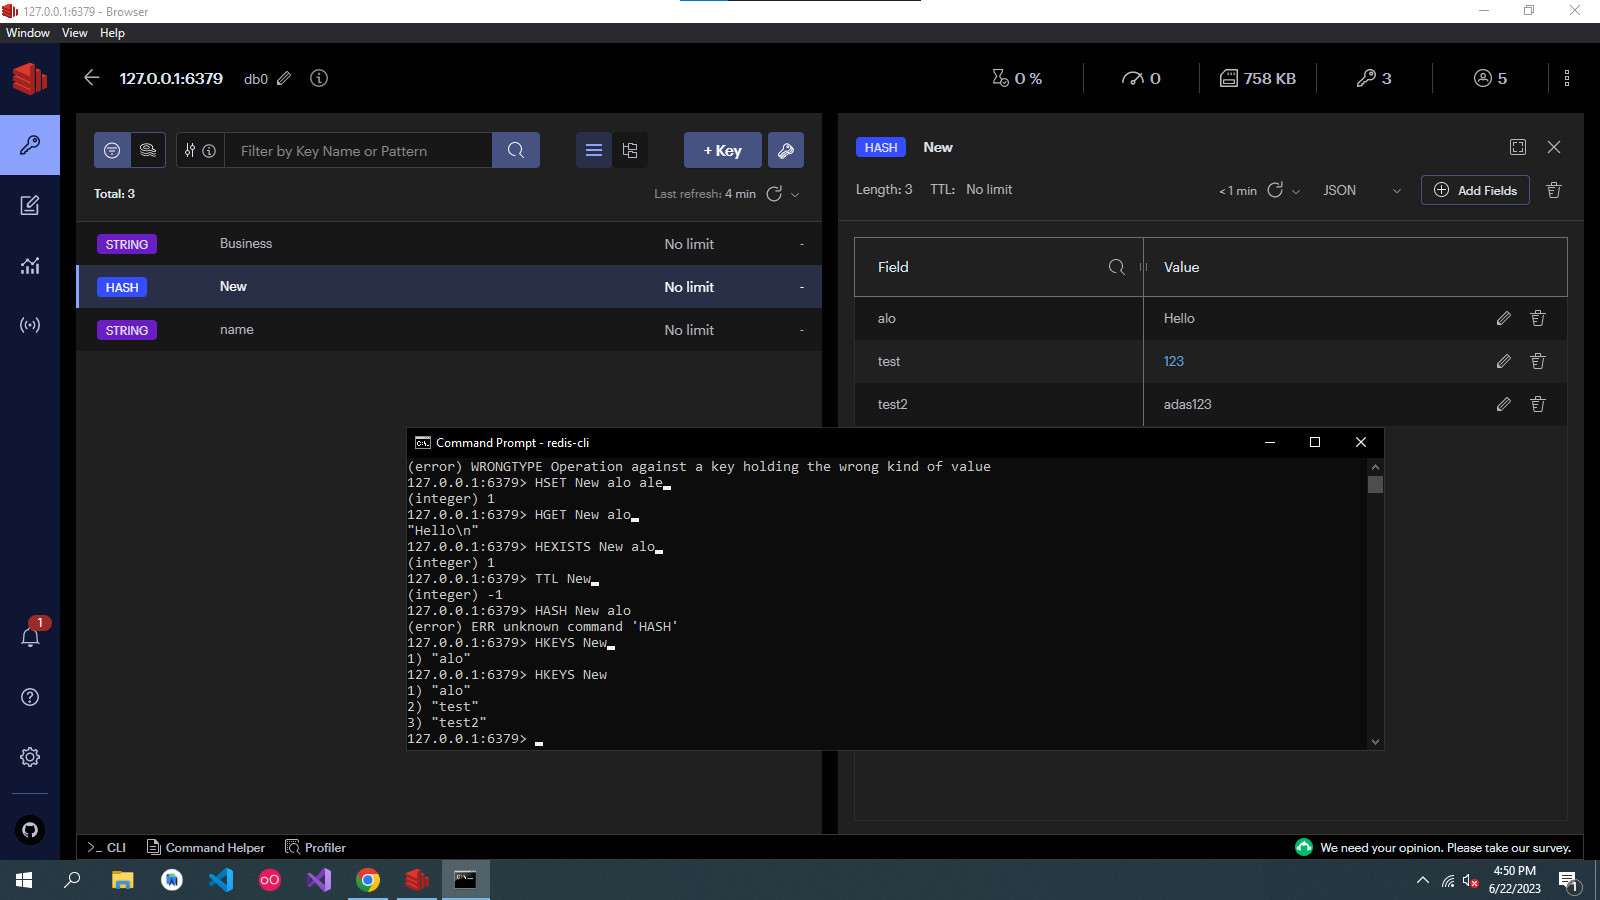 127.0.0.1:6379 - Browser
Window View Help
127.0.0.1:6379 db0 0 % 0 758 KB 3 5
Filter by Key Name or Pattern + Key
Total: 3 Last refresh: 4 min
STRING Business No limit -
HASH New No limit -
STRING name No limit -
HASH New
Length: 3 TTL: No limit < 1 min JSON Add Fields
Field Value
alo Hello
test 123
test2 adas123
Command Prompt - redis-cli
(error) WRONGTYPE Operation against a key holding the wrong kind of value
127.0.0.1:6379> HSET New alo ale
(integer) 1
127.0.0.1:6379> HGET New alo
"Hello\n"
127.0.0.1:6379> HEXISTS New alo
(integer) 1
127.0.0.1:6379> TTL New
(integer) -1
127.0.0.1:6379> HASH New alo
(error) ERR unknown command 'HASH'
127.0.0.1:6379> HKEYS New
1) "alo"
127.0.0.1:6379> HKEYS New
1) "alo"
2) "test"
3) "test2"
127.0.0.1:6379>
1
>_ CLI Command Helper Profiler We need your opinion. Please take our survey.
4:50 PM
6/22/2023
1